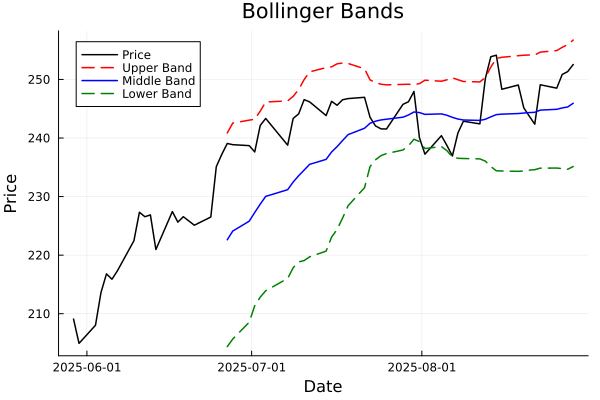 Bollinger Bands
Price
Upper Band
Middle Band
Lower Band
250
240
230
220
210
Price
2025-06-01
2025-07-01
2025-08-01
Date